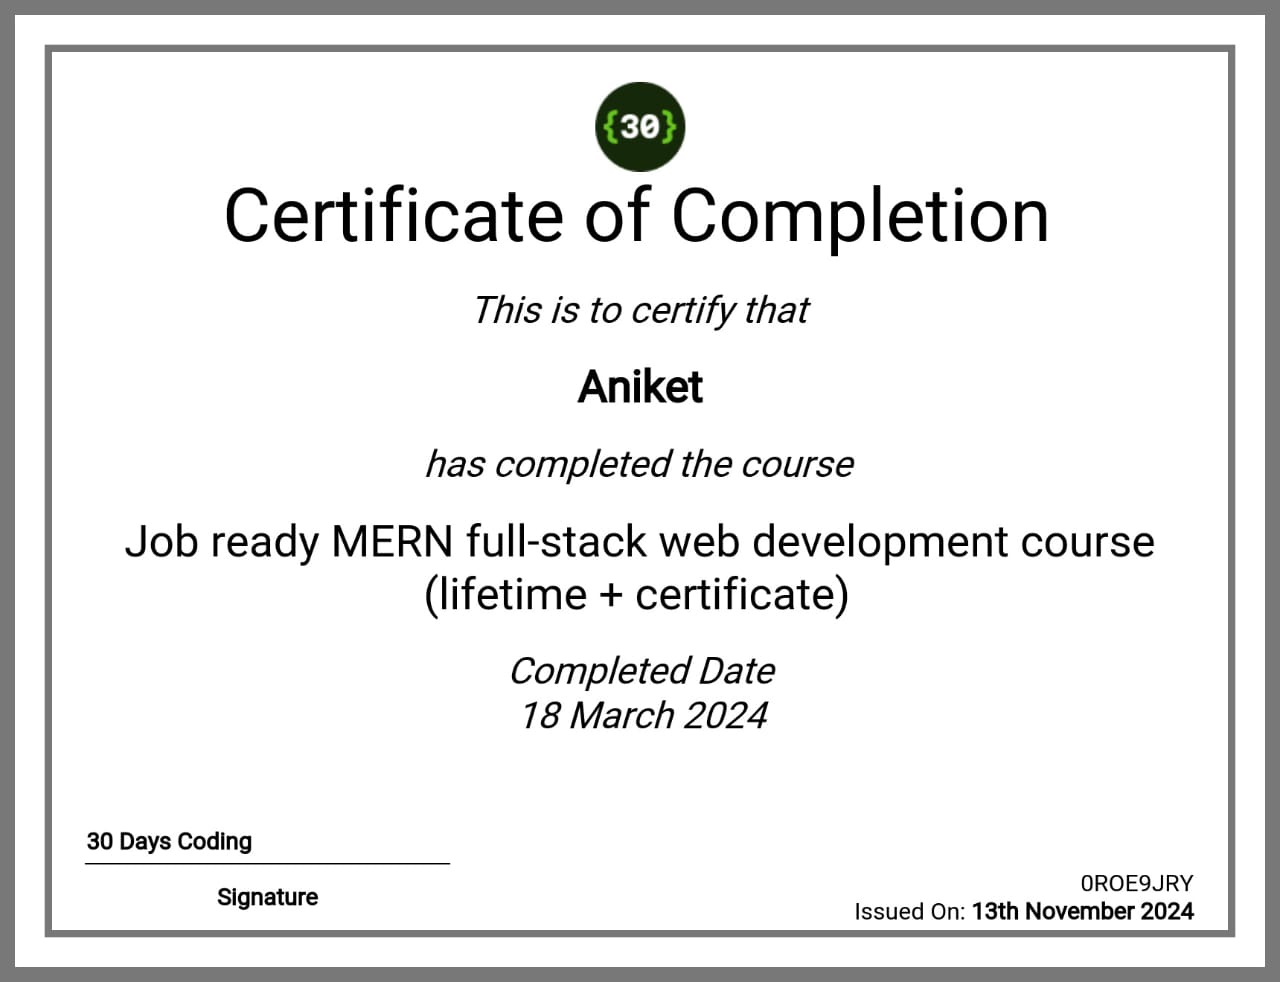 {30}
Certificate of Completion
This is to certify that
Aniket
has completed the course
Job ready MERN full-stack web development course
(lifetime + certificate)
Completed Date
18 March 2024
30 Days Coding
Signature
0ROE9JRY
Issued On: 13th November 2024